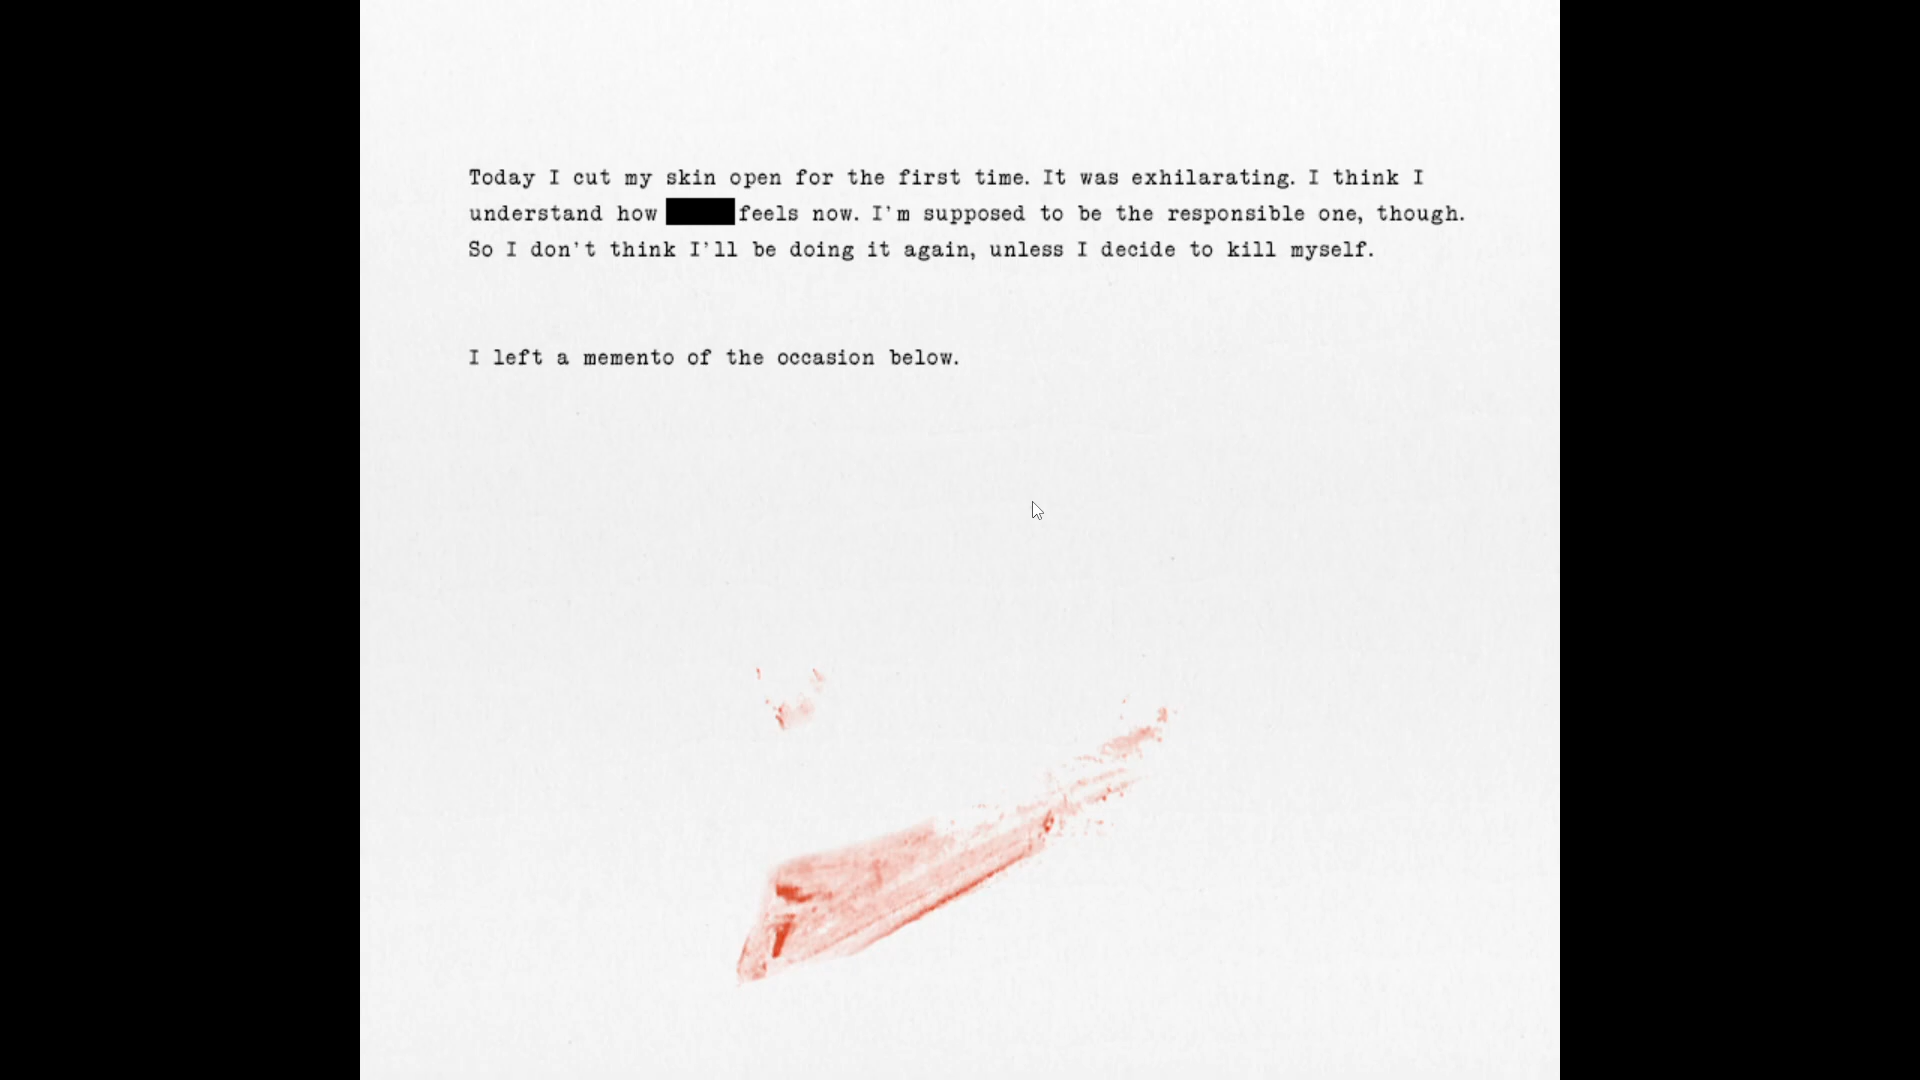 Today I cut my skin open for the first time. It was exhilarating. I think I
understand how feels now. I'm supposed to be the responsible one, though.
So I don't think I'll be doing it again, unless I decide to kill myself.
I left a memento of the occasion below.